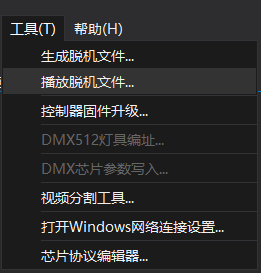 工具(T) 帮助(H)
生成脱机文件...
播放脱机文件...
控制器固件升级...
DMX512灯具编址...
DMX芯片参数写入...
视频分割工具...
打开Windows网络连接设置...
芯片协议编辑器...